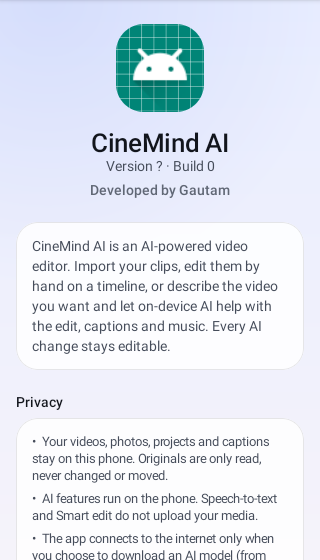 CineMind AI
Version ? · Build 0
Developed by Gautam
CineMind AI is an AI-powered video
editor. Import your clips, edit them by
hand on a timeline, or describe the video
you want and let on-device AI help with
the edit, captions and music. Every AI
change stays editable.
Privacy
• Your videos, photos, projects and captions
stay on this phone. Originals are only read,
never changed or moved.
• AI features run on the phone. Speech-to-text
and Smart edit do not upload your media.
• The app connects to the internet only when
you choose to download an AI model (from